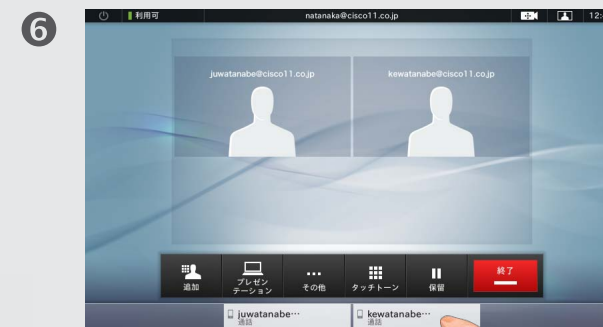 6
利用可 natanaka@cisco11.co.jp 12:
juwatanabe@cisco11.co.jp kewatanabe@cisco11.co.jp
追加 プレゼン
テーション その他 タッチトーン 保留 終了
juwatanabe… kewatanabe…
通話 通話